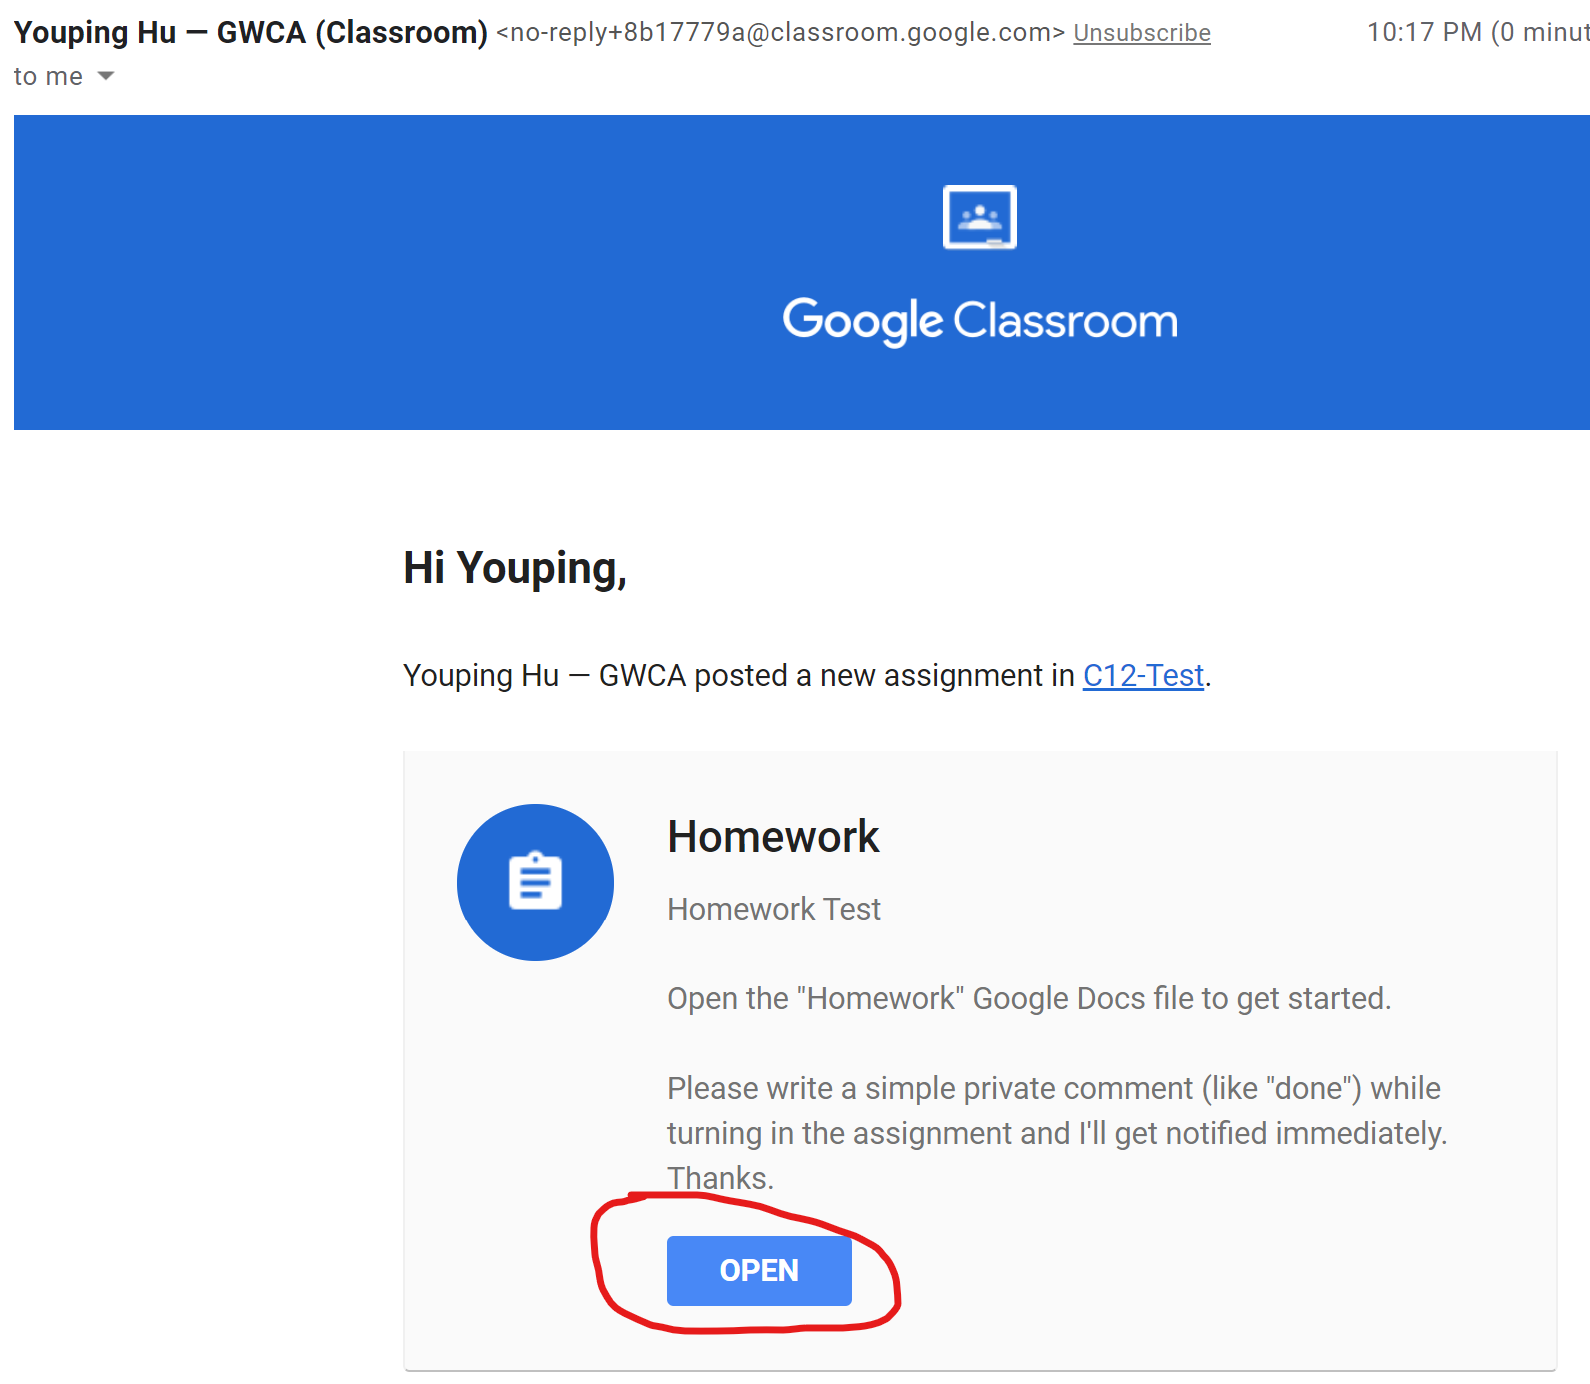 Youping Hu — GWCA (Classroom) <no-reply+8b17779a@classroom.google.com> Unsubscribe 10:17 PM (0 minut
to me
Google Classroom
Hi Youping,
Youping Hu — GWCA posted a new assignment in C12-Test.
Homework
Homework Test
Open the "Homework" Google Docs file to get started.
Please write a simple private comment (like "done") while
turning in the assignment and I'll get notified immediately.
Thanks.
OPEN